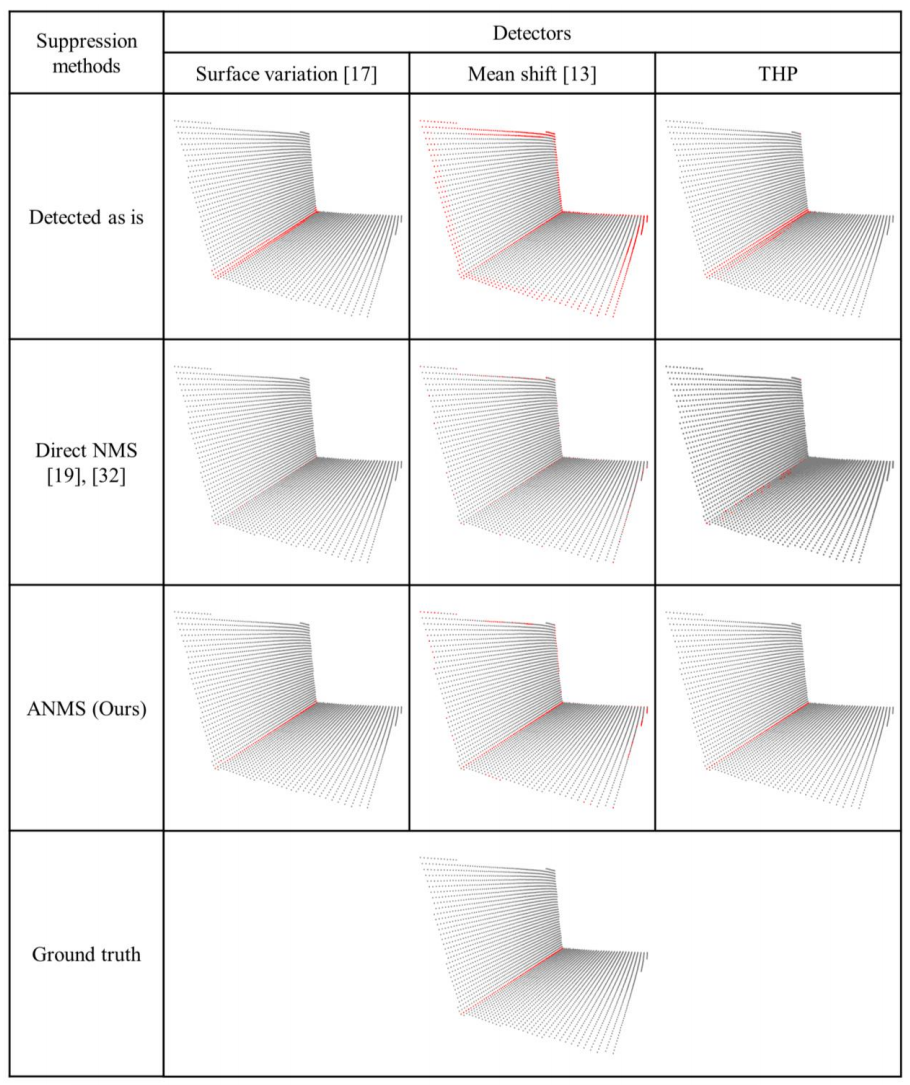 Suppression
methods
Detectors
Surface variation [17]
Mean shift [13]
THP
Detected as is
Direct NMS
[19], [32]
ANMS (Ours)
Ground truth